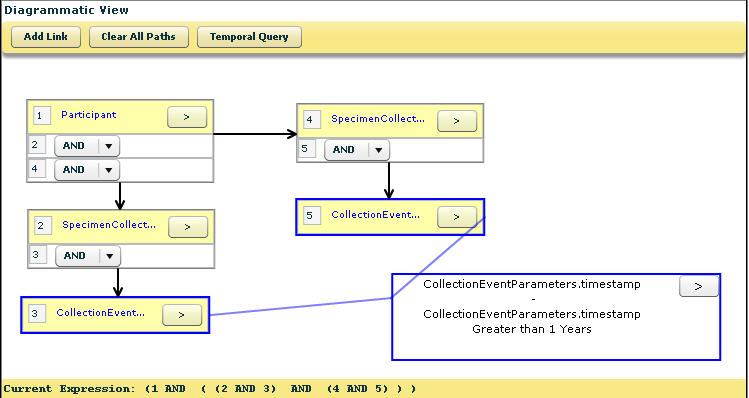 Diagrammatic View
Add Link Clear All Paths Temporal Query
1 Participant >
2 AND
4 AND
4 SpecimenCollect... >
5 AND
2 SpecimenCollect... >
3 AND
5 CollectionEvent... >
3 CollectionEvent... >
CollectionEventParameters.timestamp >
-
CollectionEventParameters.timestamp
Greater than 1 Years
Current Expression: (1 AND ( (2 AND 3) AND (4 AND 5) ) )